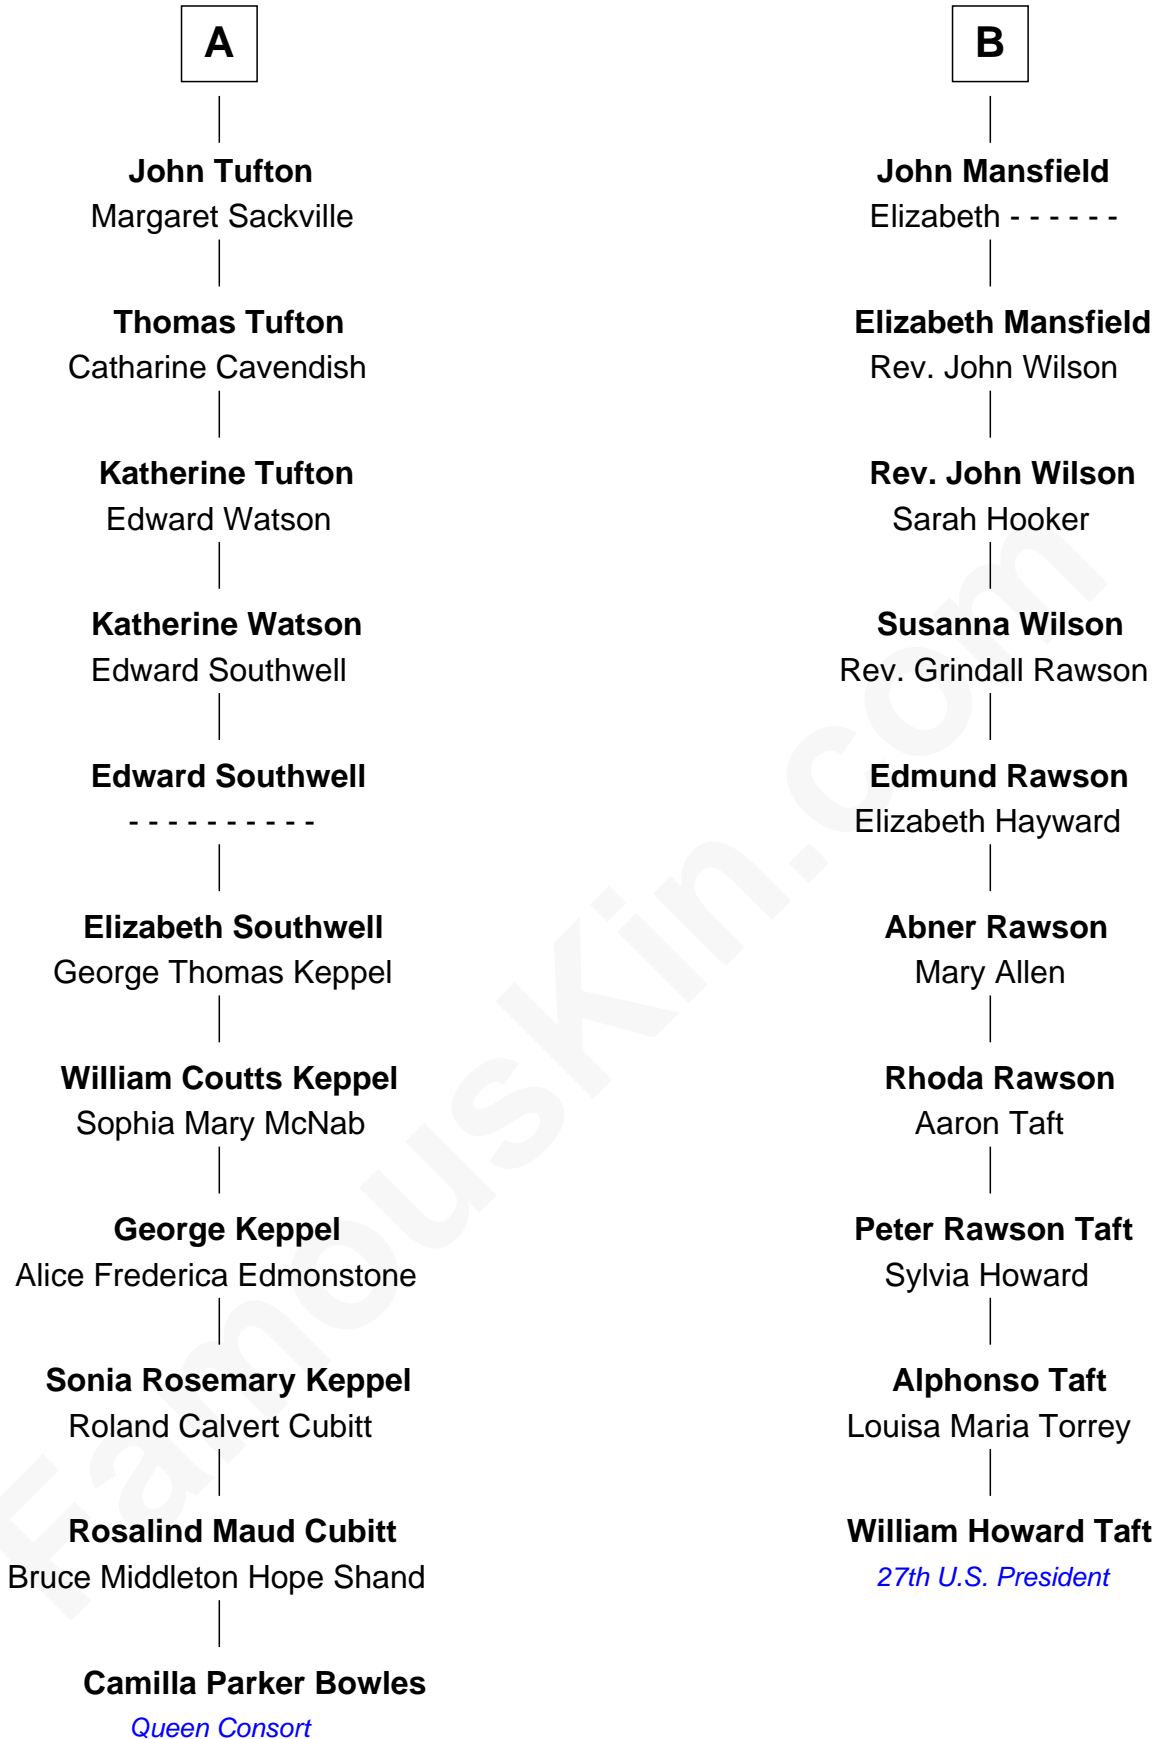 A
John Tufton
Margaret Sackville
Thomas Tufton
Catharine Cavendish
Katherine Tufton
Edward Watson
Katherine Watson
Edward Southwell
Edward Southwell
- - - - - - - - - -
Elizabeth Southwell
George Thomas Keppel
William Coutts Keppel
Sophia Mary McNab
George Keppel
Alice Frederica Edmonstone
Sonia Rosemary Keppel
Roland Calvert Cubitt
Rosalind Maud Cubitt
Bruce Middleton Hope Shand
Camilla Parker Bowles
Queen Consort
B
John Mansfield
Elizabeth - - - - - -
Elizabeth Mansfield
Rev. John Wilson
Rev. John Wilson
Sarah Hooker
Susanna Wilson
Rev. Grindall Rawson
Edmund Rawson
Elizabeth Hayward
Abner Rawson
Mary Allen
Rhoda Rawson
Aaron Taft
Peter Rawson Taft
Sylvia Howard
Alphonso Taft
Louisa Maria Torrey
William Howard Taft
27th U.S. President
FamousKin.com